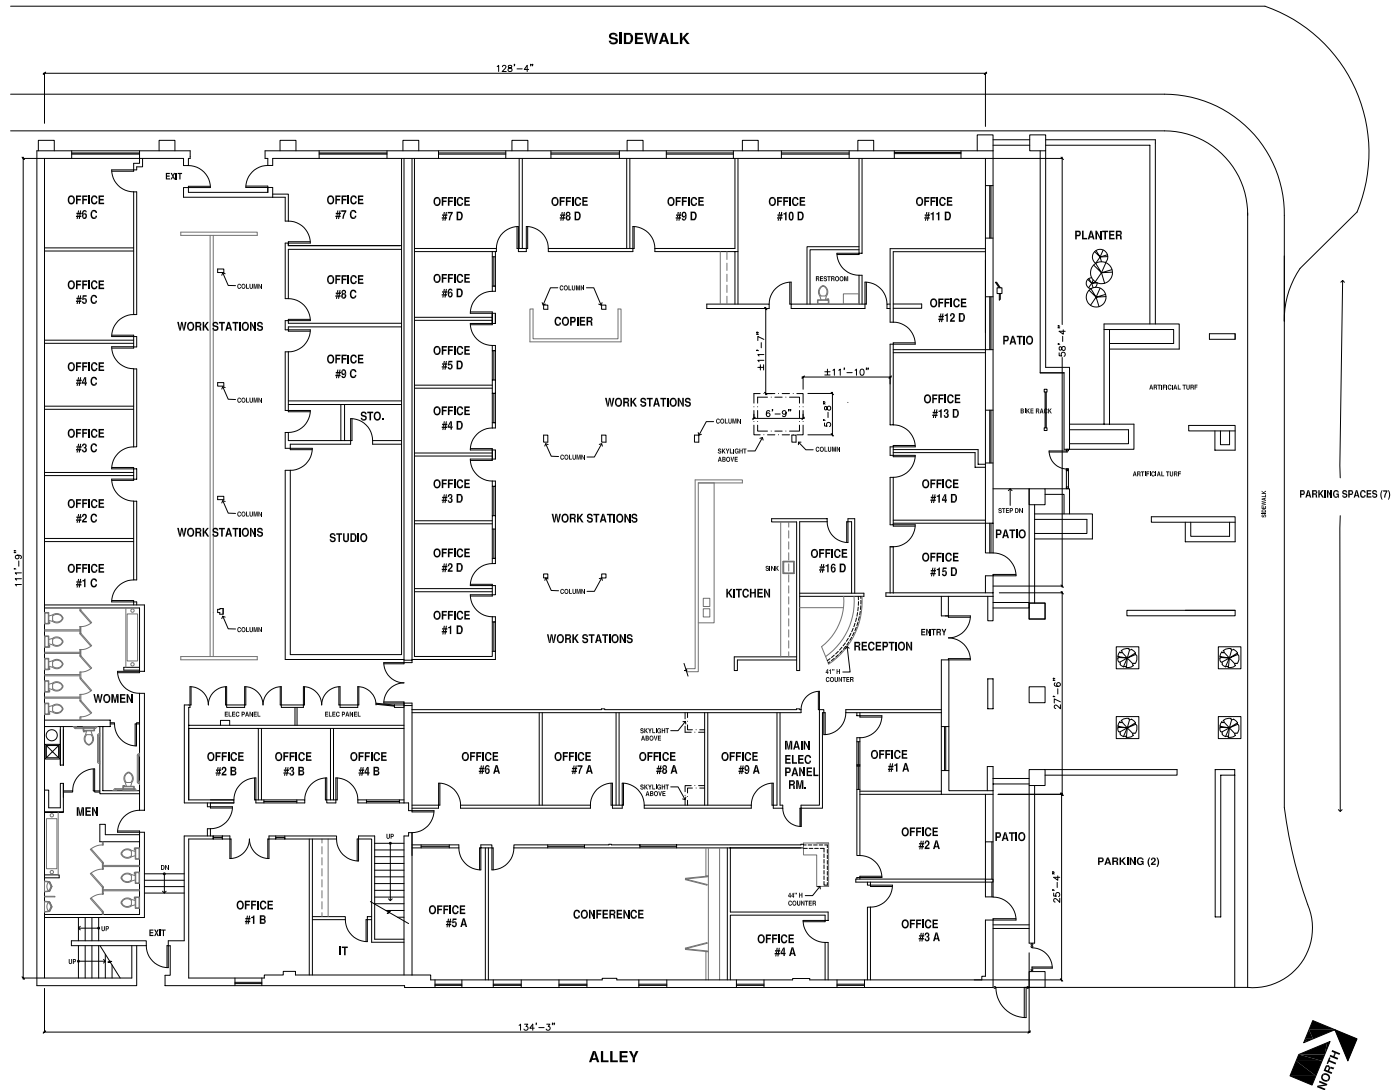 SIDEWALK
128'-4"
EXIT
OFFICE
#6 C
OFFICE
#7 C
OFFICE
#7 D
OFFICE
#8 D
OFFICE
#9 D
OFFICE
#10 D
OFFICE
#11 D
PLANTER
RESTROOM
OFFICE
#5 C
COLUMN
OFFICE
#8 C
OFFICE
#6 D
COLUMN
COPIER
OFFICE
#12 D
PATIO
58'-4"
WORK STATIONS
OFFICE
#9 C
OFFICE
#5 D
±11'-7"
±11'-10"
OFFICE
#4 C
COLUMN
STO.
OFFICE
#4 D
WORK STATIONS
6'-9"
5'-8"
OFFICE
#13 D
BIKE RACK
ARTIFICIAL TURF
OFFICE
#3 C
COLUMN
COLUMN
SKYLIGHT
ABOVE
COLUMN
ARTIFICIAL TURF
OFFICE
#2 C
COLUMN
OFFICE
#3 D
OFFICE
#14 D
STEP DN
SIDEWALK
PARKING SPACES (7)
WORK STATIONS
STUDIO
WORK STATIONS
PATIO
111'-9"
OFFICE
#1 C
OFFICE
#2 D
COLUMN
SINK
OFFICE
#16 D
OFFICE
#15 D
KITCHEN
COLUMN
OFFICE
#1 D
WORK STATIONS
ENTRY
RECEPTION
41" H
COUNTER
WOMEN
27'-6"
ELEC PANEL
ELEC PANEL
OFFICE
#2 B
OFFICE
#3 B
OFFICE
#4 B
OFFICE
#6 A
OFFICE
#7 A
SKYLIGHT
ABOVE
OFFICE
#8 A
SKYLIGHT
ABOVE
OFFICE
#9 A
MAIN
ELEC
PANEL
RM.
OFFICE
#1 A
MEN
UP
OFFICE
#2 A
PATIO
PARKING (2)
DN
25'-4"
44" H
COUNTER
OFFICE
#1 B
OFFICE
#5 A
CONFERENCE
UP
EXIT
UP
IT
OFFICE
#4 A
OFFICE
#3 A
134'-3"
ALLEY
NORTH